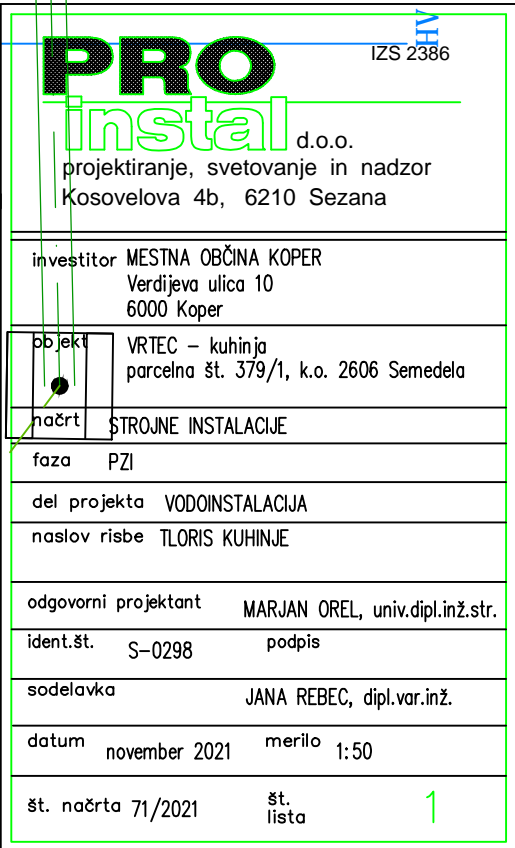 HV
IZS 2386
PRO
instal d.o.o.
projektiranje, svetovanje in nadzor
Kosovelova 4b, 6210 Sezana
investitor MESTNA OBČINA KOPER
Verdijeva ulica 10
6000 Koper
objekt VRTEC – kuhinja
parcelna št. 379/1, k.o. 2606 Semedela
načrt STROJNE INSTALACIJE
faza PZI
del projekta VODOINSTALACIJA
naslov risbe TLORIS KUHINJE
odgovorni projektant MARJAN OREL, univ.dipl.inž.str.
ident.št. S-0298 podpis
sodelavka JANA REBEC, dipl.var.inž.
datum november 2021 merilo 1:50
št. načrta 71/2021 št. lista 1